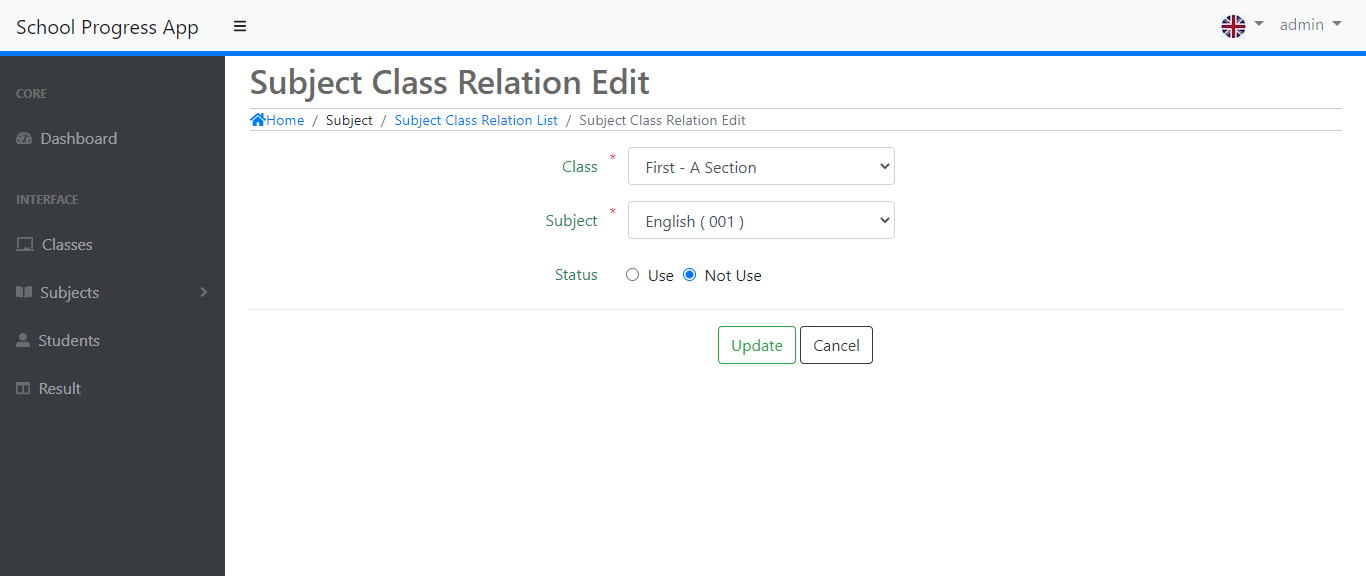 School Progress App
admin
CORE
Dashboard
INTERFACE
Classes
Subjects
Students
Result
Subject Class Relation Edit
Home / Subject / Subject Class Relation List / Subject Class Relation Edit
Class * First - A Section
Subject * English ( 001 )
Status Use Not Use
Update Cancel